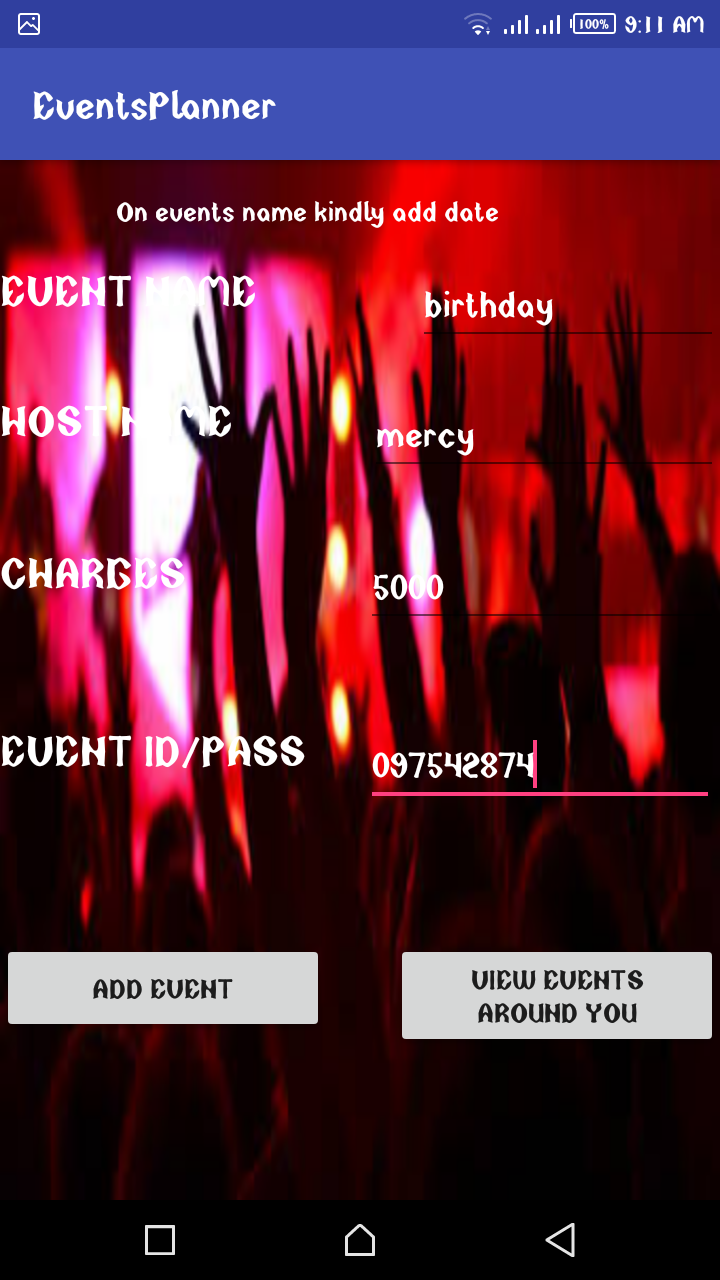 100% 9:11 AM
EventsPlanner
On events name kindly add date
EVENT NAME
birthday
HOST NAME
mercy
CHARGES
5000
EVENT ID/PASS
097542874
ADD EVENT
VIEW EVENTS
AROUND YOU